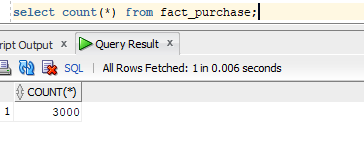 select count(*) from fact_purchase;
ript Output x Query Result x
SQL | All Rows Fetched: 1 in 0.006 seconds
COUNT(*)
1 3000